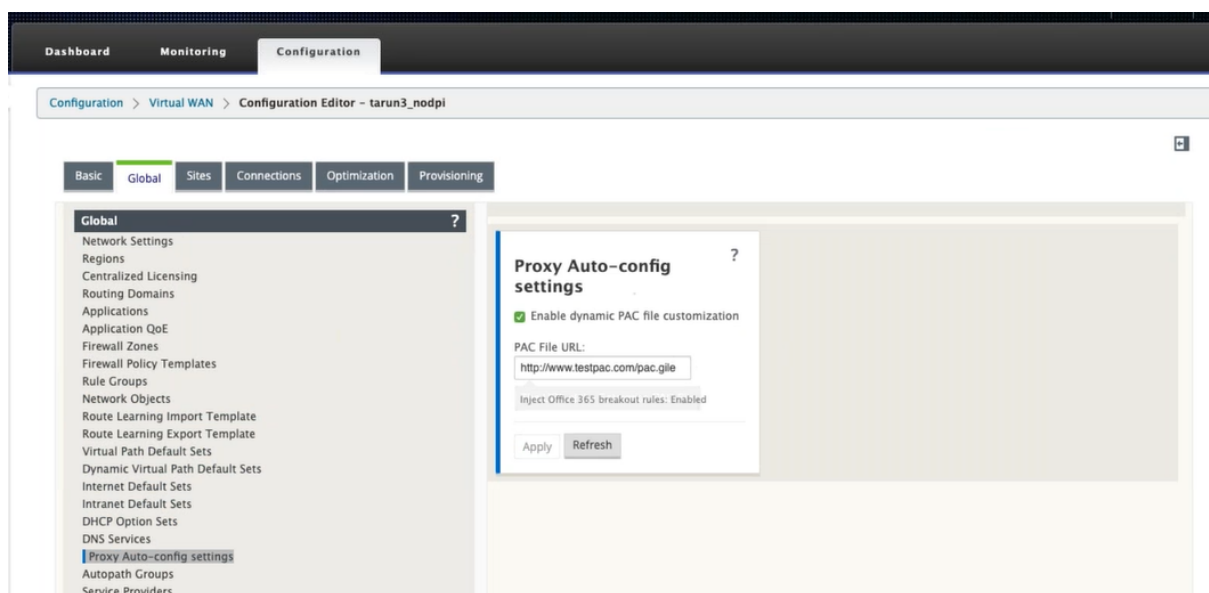 Dashboard Monitoring Configuration
Configuration > Virtual WAN > Configuration Editor - tarun3_nodpi
Basic Global Sites Connections Optimization Provisioning
Global ?
Network Settings
Regions
Centralized Licensing
Routing Domains
Applications
Application QoE
Firewall Zones
Firewall Policy Templates
Rule Groups
Network Objects
Route Learning Import Template
Route Learning Export Template
Virtual Path Default Sets
Dynamic Virtual Path Default Sets
Internet Default Sets
Intranet Default Sets
DHCP Option Sets
DNS Services
Proxy Auto-config settings
Autopath Groups
Service Providers
?
Proxy Auto-config
settings
Enable dynamic PAC file customization
PAC File URL:
http://www.testpac.com/pac.gile
Inject Office 365 breakout rules: Enabled
Apply Refresh